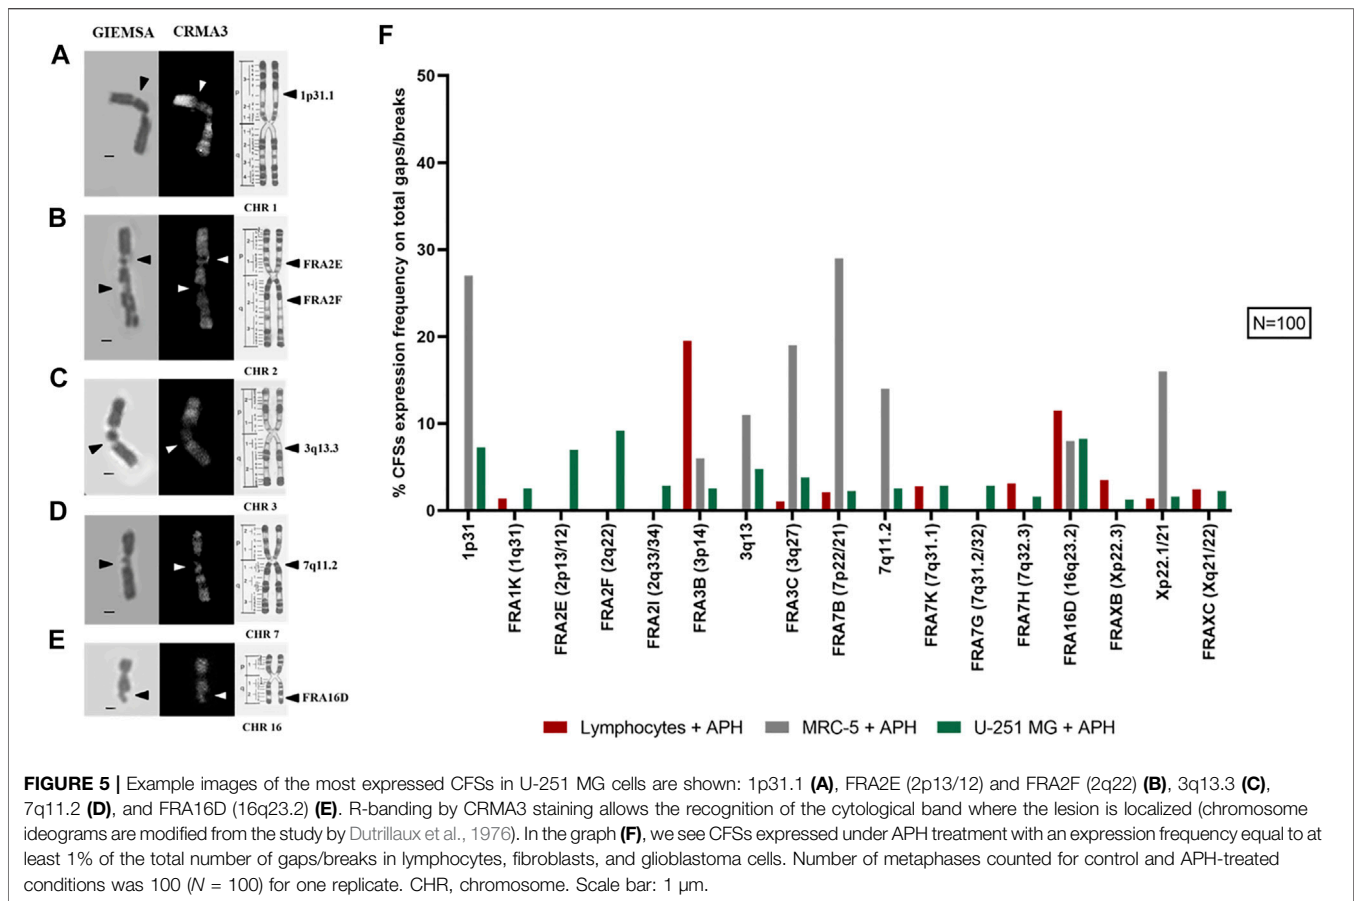 GIEMSA CRMA3
A
1p31.1
CHR 1
B
FRA2E
FRA2F
CHR 2
C
3q13.3
CHR 3
D
7q11.2
CHR 7
E
FRA16D
CHR 16
F
% CFSs expression frequency on total gaps/breaks
50
40
30
20
10
0
1p31
FRA1K (1q31)
FRA2E (2p13/12)
FRA2F (2q22)
FRA2I (2q33/34)
FRA3B (3p14)
3q13
FRA3C (3q27)
FRA7B (7p22/21)
7q11.2
FRA7K (7q31.1)
FRA7G (7q31.2/32)
FRA7H (7q32.3)
FRA16D (16q23.2)
FRAXB (Xp22.3)
Xp22.1/21
FRAXC (Xq21/22)
N=100
Lymphocytes + APH MRC-5 + APH U-251 MG + APH
FIGURE 5 | Example images of the most expressed CFSs in U-251 MG cells are shown: 1p31.1 (A), FRA2E (2p13/12) and FRA2F (2q22) (B), 3q13.3 (C),
7q11.2 (D), and FRA16D (16q23.2) (E). R-banding by CRMA3 staining allows the recognition of the cytological band where the lesion is localized (chromosome
ideograms are modified from the study by Dutrillaux et al., 1976). In the graph (F), we see CFSs expressed under APH treatment with an expression frequency equal to at
least 1% of the total number of gaps/breaks in lymphocytes, fibroblasts, and glioblastoma cells. Number of metaphases counted for control and APH-treated
conditions was 100 (N = 100) for one replicate. CHR, chromosome. Scale bar: 1 μm.